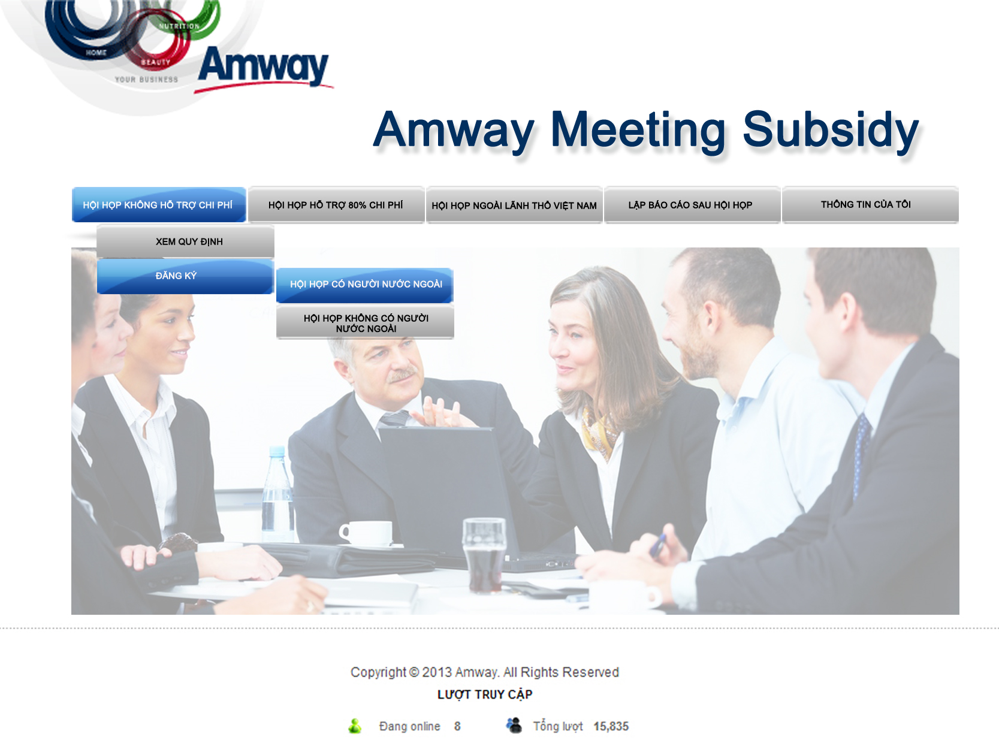 NUTRITION
HOME
BEAUTY
YOUR BUSINESS
Amway
Amway Meeting Subsidy
HỘI HỌP KHÔNG HỖ TRỢ CHI PHÍ
HỘI HỌP HỖ TRỢ 80% CHI PHÍ
HỘI HỌP NGOÀI LÃNH THỔ VIỆT NAM
LẬP BÁO CÁO SAU HỘI HỌP
THÔNG TIN CỦA TÔI
XEM QUY ĐỊNH
ĐĂNG KÝ
HỘI HỌP CÓ NGƯỜI NƯỚC NGOÀI
HỘI HỌP KHÔNG CÓ NGƯỜI
NƯỚC NGOÀI
Copyright © 2013 Amway. All Rights Reserved
LƯỢT TRUY CẬP
Đang online 8
Tổng lượt 15,835